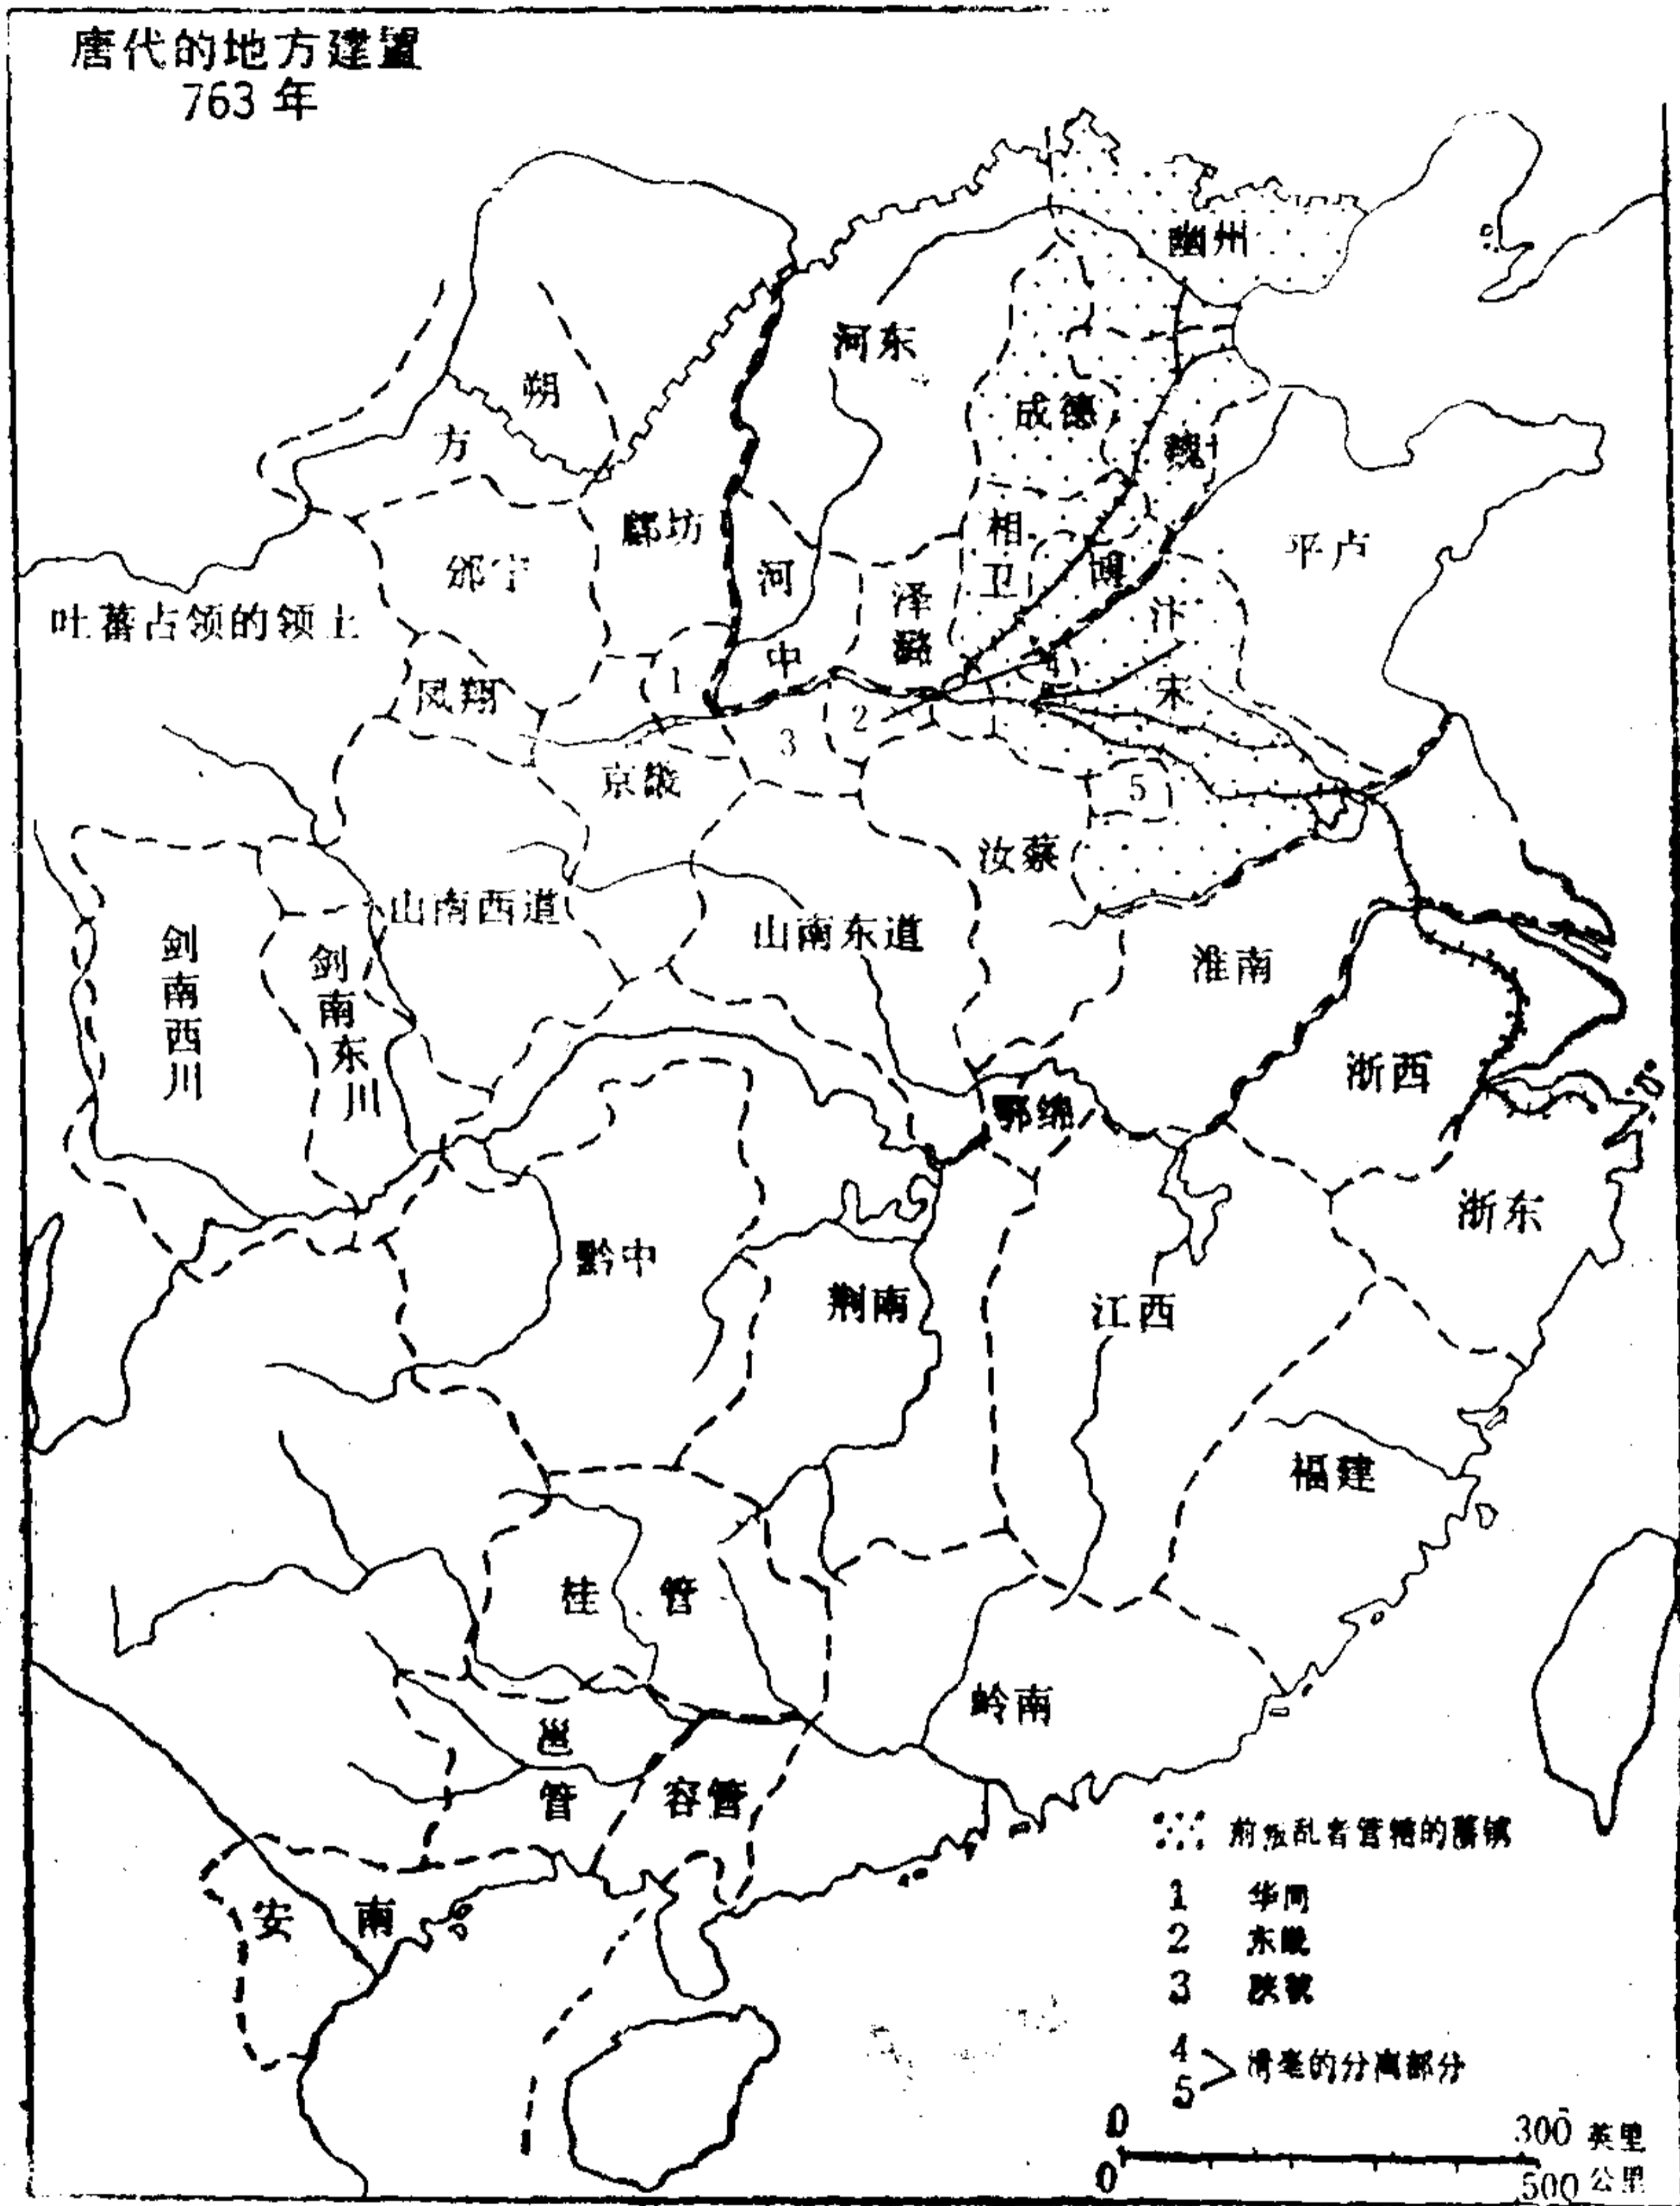 唐代的地方建置
763 年
幽州
河东
朔
方
成德
魏
博
相
卫
鄜坊
邠宁
河
中
泽
潞
平卢
汴
宋
吐蕃占领的领土
凤翔
1
2
3
4
5
京畿
汝蔡
山南西道
山南东道
淮南
剑南西川
剑南东川
浙西
鄂
浙东
黔中
荆南
江西
福建
桂 管
岭南
邕
管
容管
安 南
前叛乱者管辖的藩镇
1 华同
2 东畿
3 陕虢
4
5
滑亳的分离部分
0 300 英里
0 500 公里